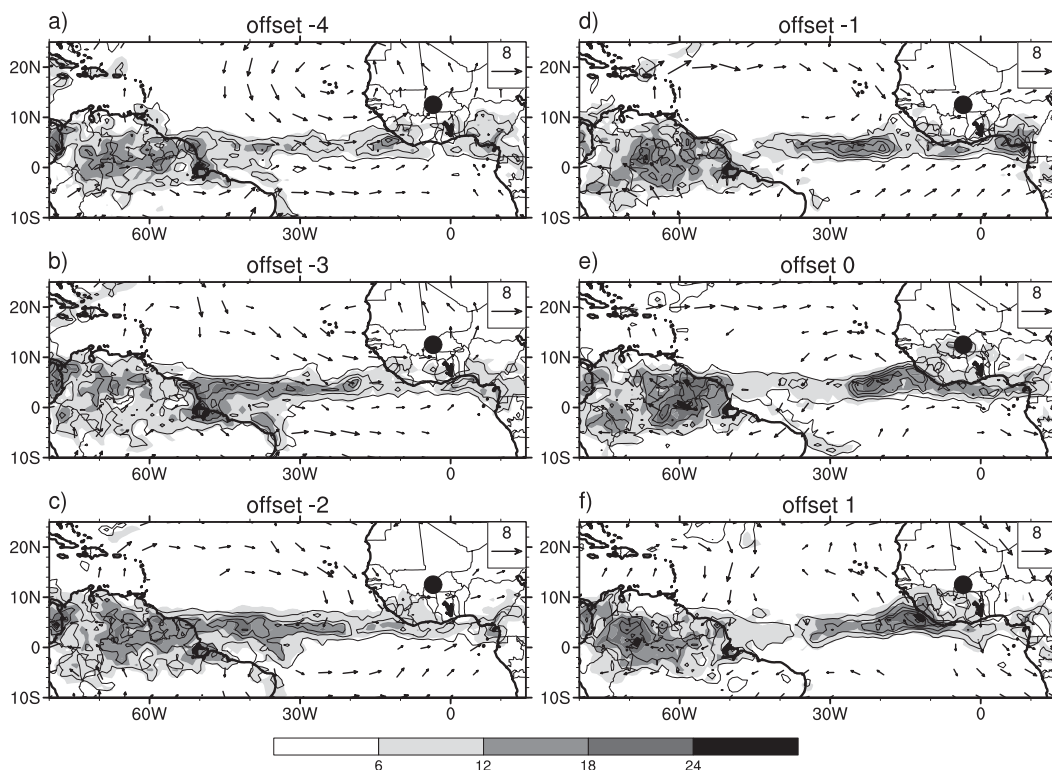 a) offset -4
8
20N
10N
0
10S
60W 30W 0
b) offset -3
8
20N
10N
0
10S
60W 30W 0
c) offset -2
8
20N
10N
0
10S
60W 30W 0
d) offset -1
8
20N
10N
0
10S
60W 30W 0
e) offset 0
8
20N
10N
0
10S
60W 30W 0
f) offset 1
8
20N
10N
0
10S
60W 30W 0
6 12 18 24